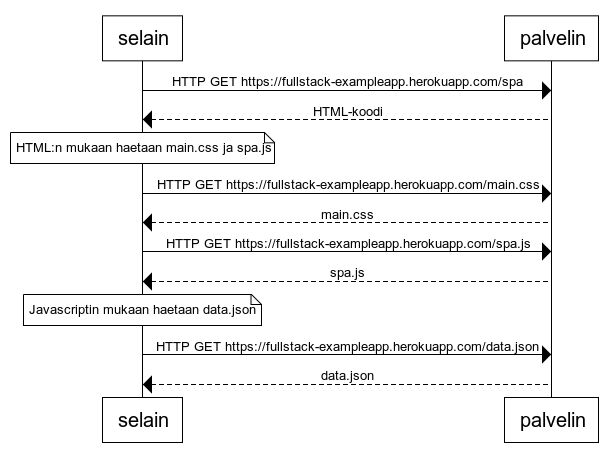 selain palvelin
HTTP GET https://fullstack-exampleapp.herokuapp.com/spa
HTML-koodi
HTML:n mukaan haetaan main.css ja spa.js
HTTP GET https://fullstack-exampleapp.herokuapp.com/main.css
main.css
HTTP GET https://fullstack-exampleapp.herokuapp.com/spa.js
spa.js
Javascriptin mukaan haetaan data.json
HTTP GET https://fullstack-exampleapp.herokuapp.com/data.json
data.json
selain palvelin